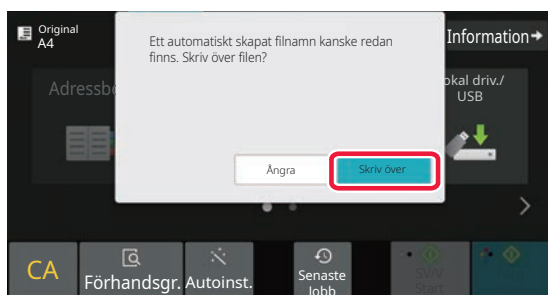 Original
A4
Ett automatiskt skapat filnamn kanske redan
finns. Skriv över filen?
Information
Adressb
okal driv./
USB
Ångra
Skriv över
CA
Förhandsgr.
Autoinst.
Senaste
Jobb
SV/V
Start